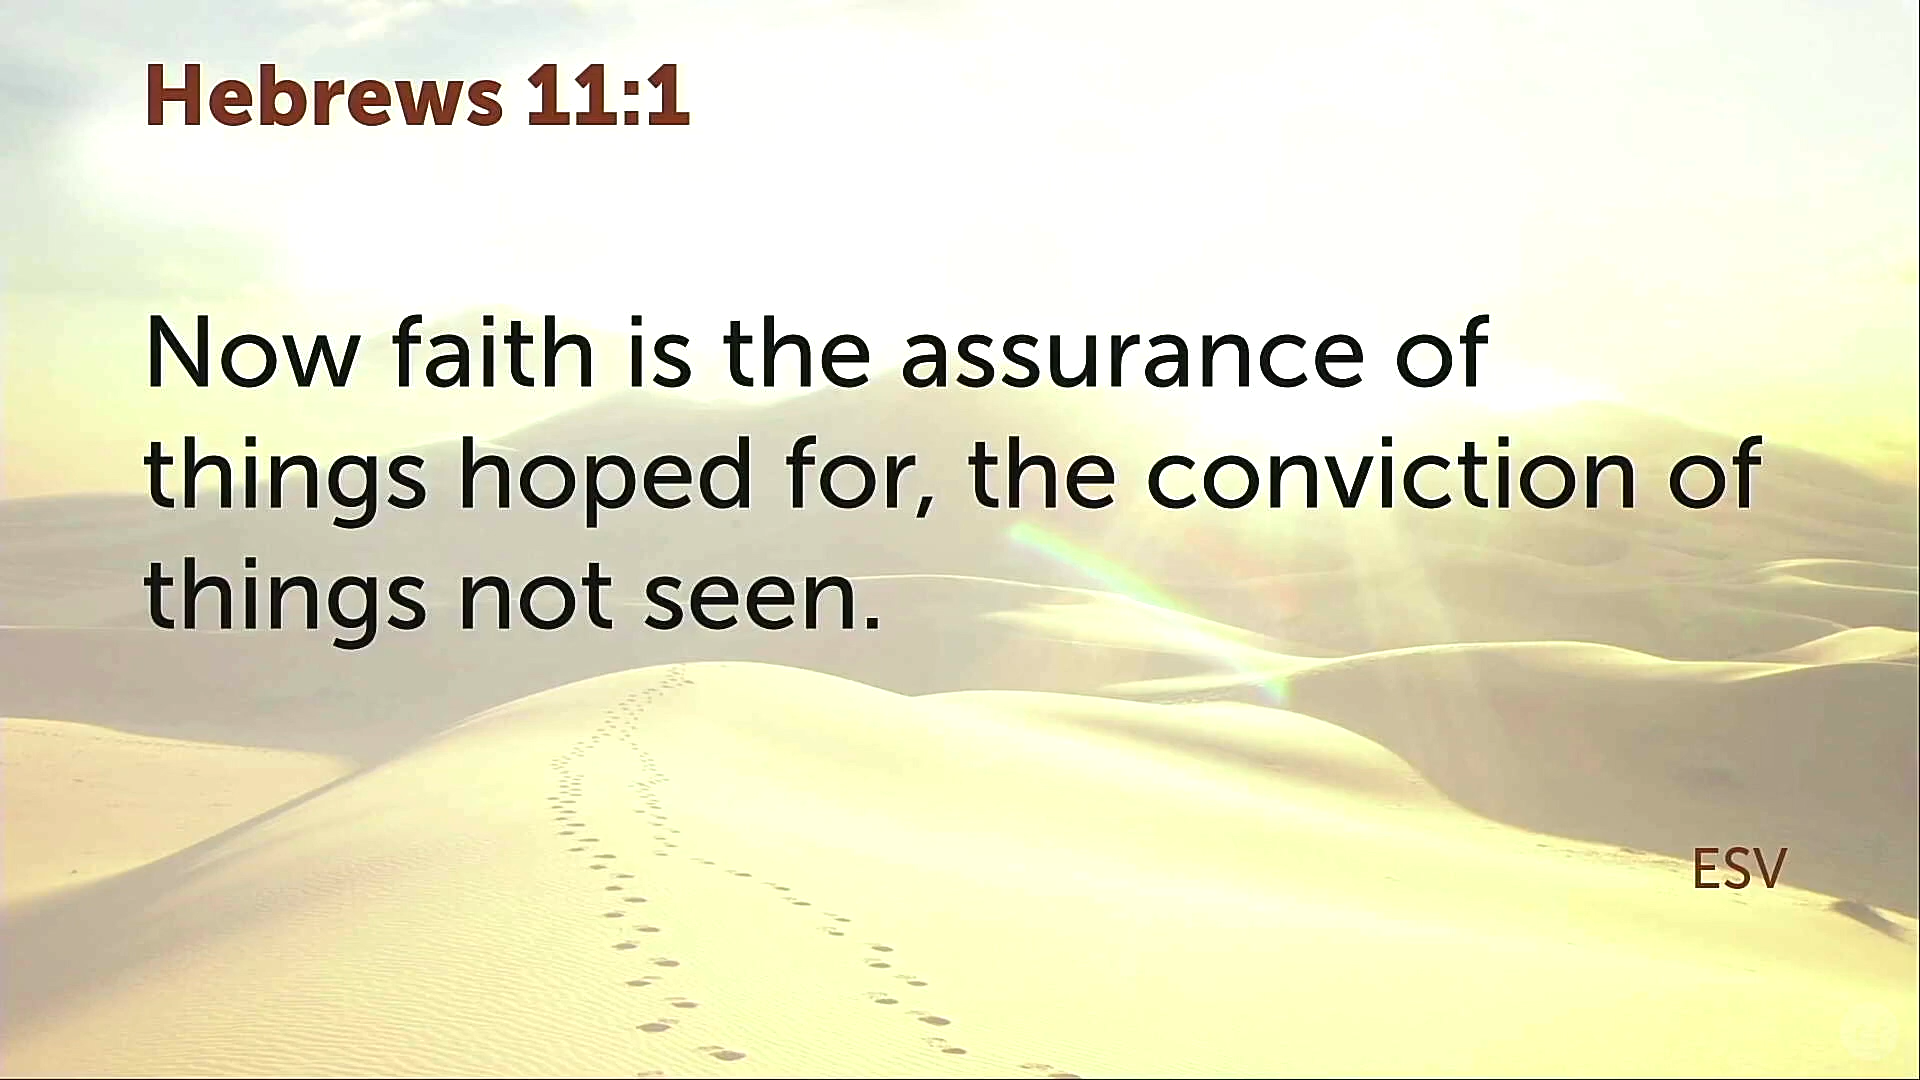 Hebrews 11:1
Now faith is the assurance of
things hoped for, the conviction of
things not seen.
ESV